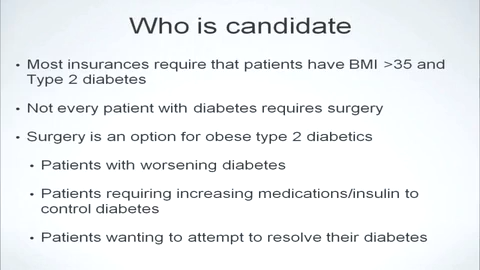 Who is candidate
• Most insurances require that patients have BMI >35 and
Type 2 diabetes
• Not every patient with diabetes requires surgery
• Surgery is an option for obese type 2 diabetics
• Patients with worsening diabetes
• Patients requiring increasing medications/insulin to
control diabetes
• Patients wanting to attempt to resolve their diabetes